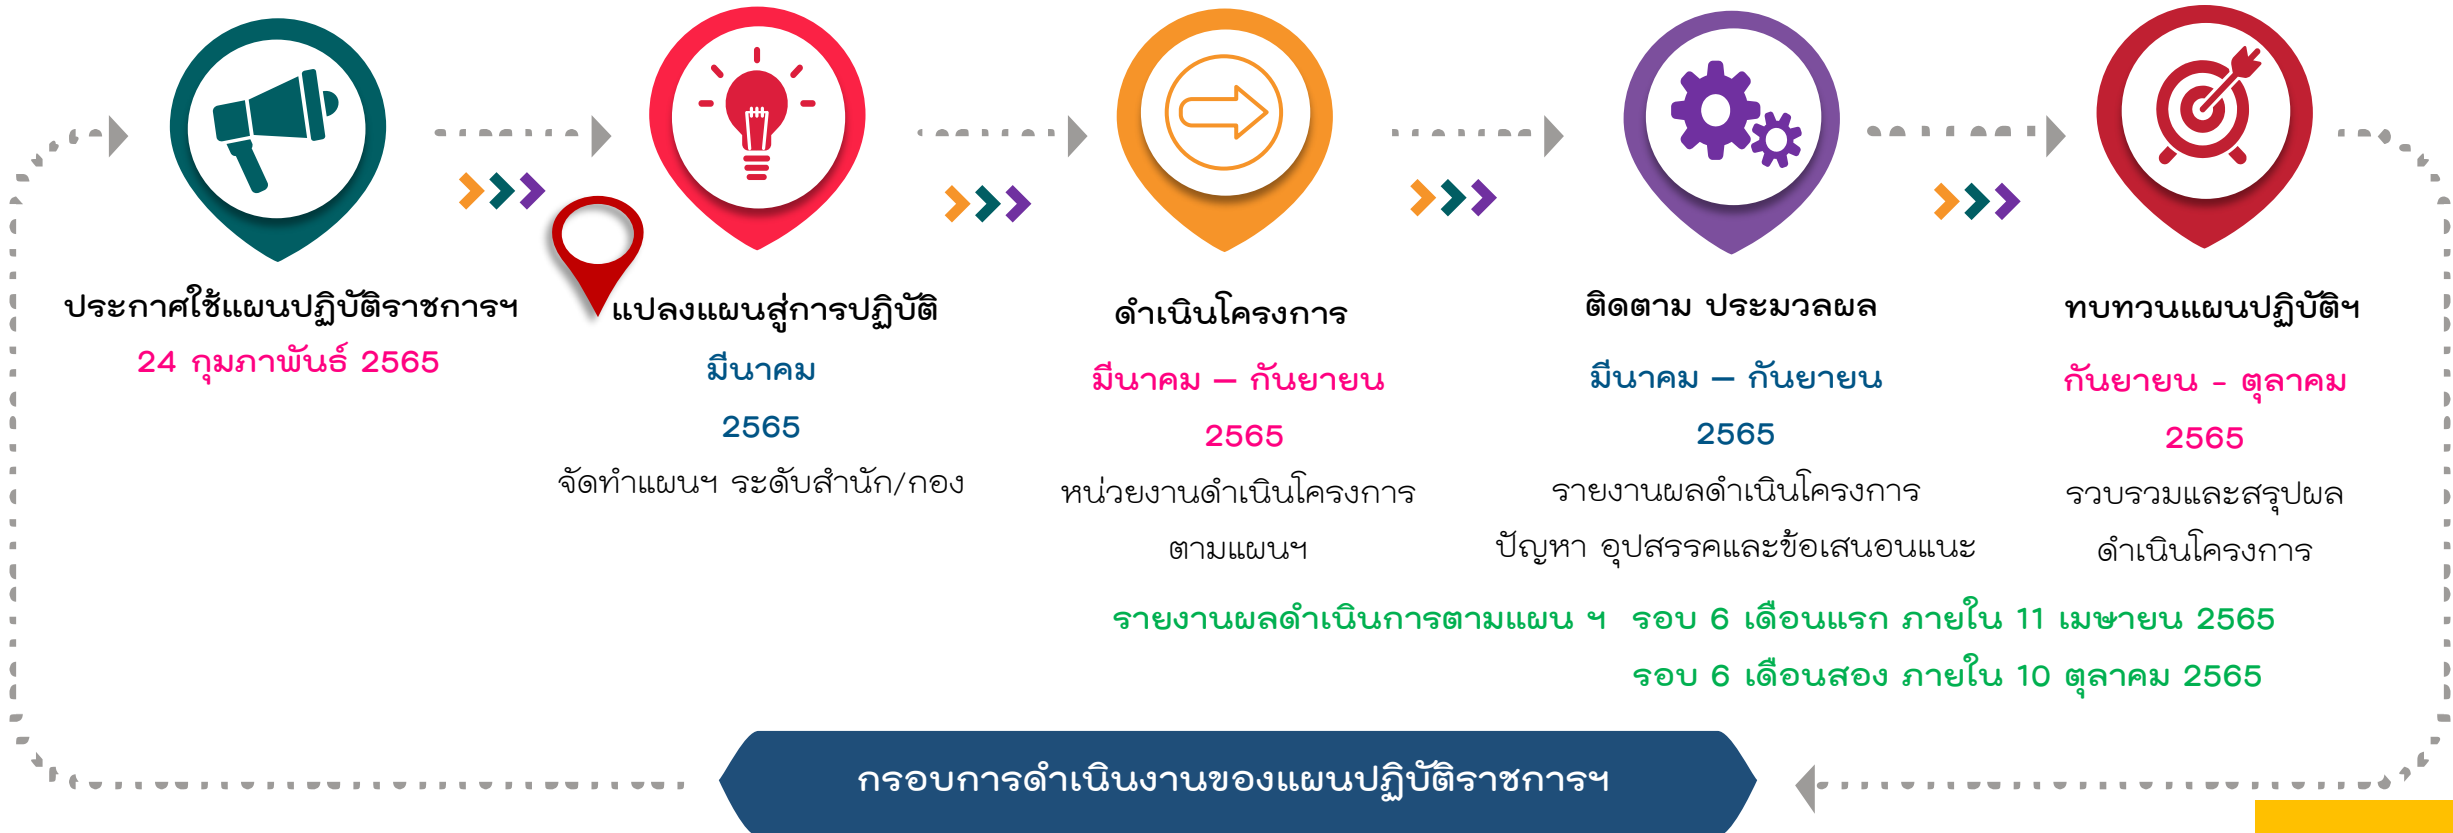 ประกาศใช้แผนปฏิบัติราชการฯ
24 กุมภาพันธ์ 2565
แปลงแผนสู่การปฏิบัติ
มีนาคม
2565
จัดทำแผนฯ ระดับสำนัก/กอง
ดำเนินโครงการ
มีนาคม – กันยายน
2565
หน่วยงานดำเนินโครงการ
ตามแผนฯ
ติดตาม ประมวลผล
มีนาคม – กันยายน
2565
รายงานผลดำเนินโครงการ
ปัญหา อุปสรรคและข้อเสนอนแนะ
ทบทวนแผนปฏิบัติฯ
กันยายน - ตุลาคม
2565
รวบรวมและสรุปผล
ดำเนินโครงการ
รายงานผลดำเนินการตามแผน ฯ รอบ 6 เดือนแรก ภายใน 11 เมษายน 2565
รอบ 6 เดือนสอง ภายใน 10 ตุลาคม 2565
กรอบการดำเนินงานของแผนปฏิบัติราชการฯ